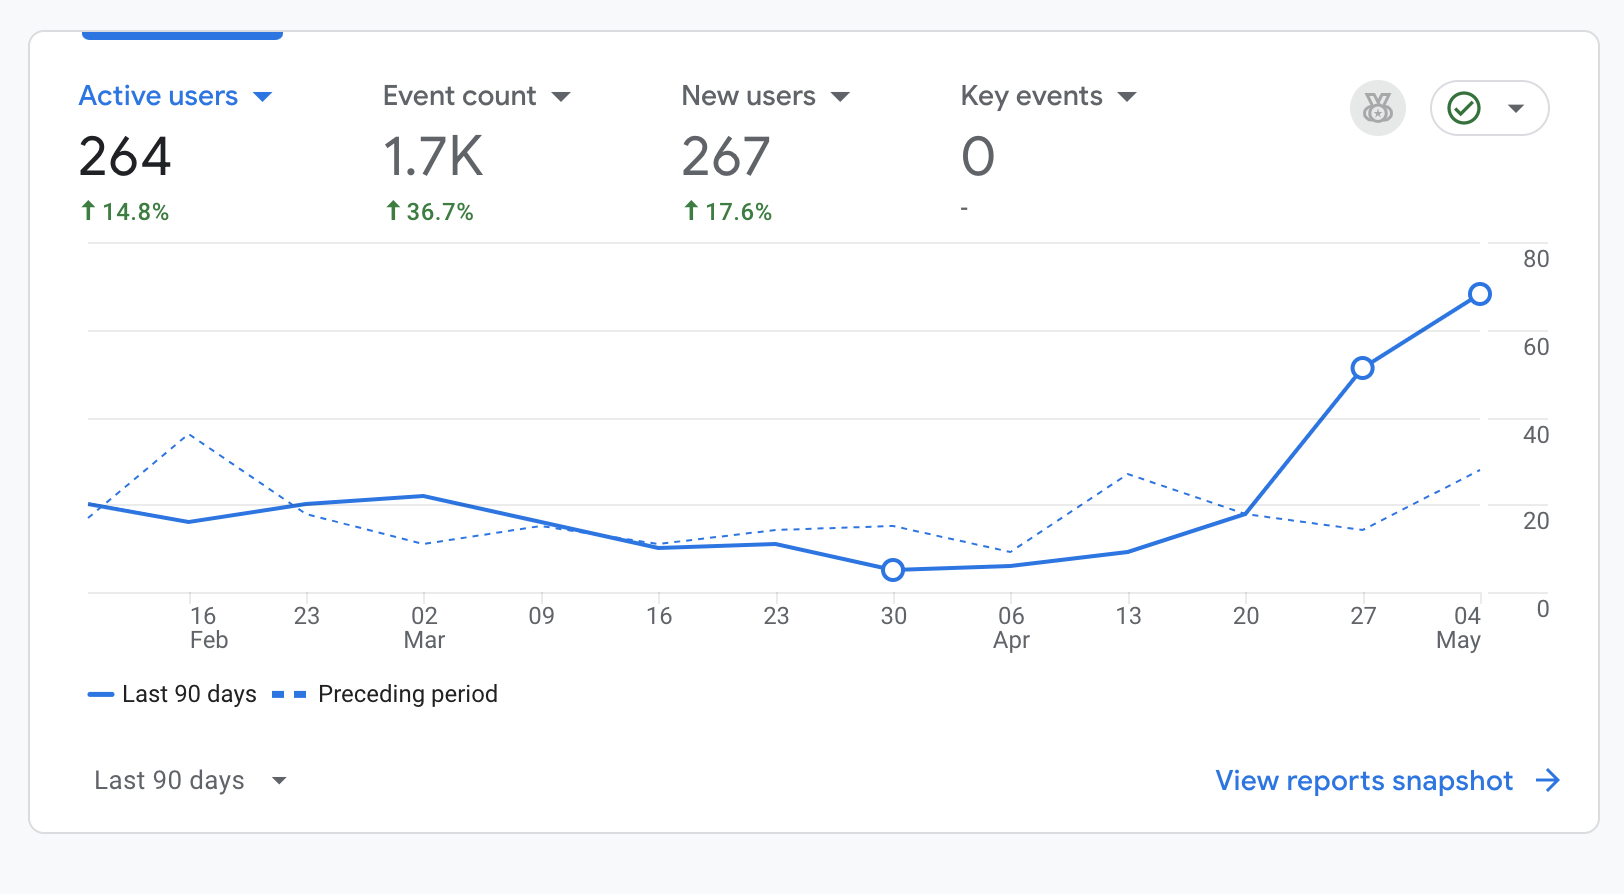 Active users Event count New users Key events
264 1.7K 267 0
14.8% 36.7% 17.6% -
80
60
40
20
0
16 23 02 09 16 23 30 06 13 20 27 04
Feb Mar Apr May
Last 90 days Preceding period
Last 90 days View reports snapshot